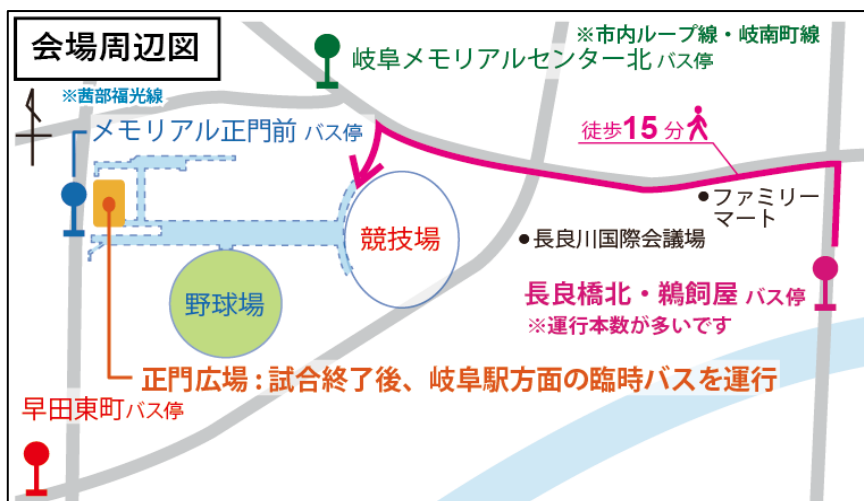 会場周辺図
※市内ループ線・岐南町線
岐阜メモリアルセンター北 バス停
※茜部福光線
メモリアル正門前 バス停
徒歩15分
ファミリー
マート
競技場
長良川国際会議場
野球場
長良橋北・鵜飼屋 バス停
※運行本数が多いです
正門広場：試合終了後、岐阜駅方面の臨時バスを運行
早田東町バス停